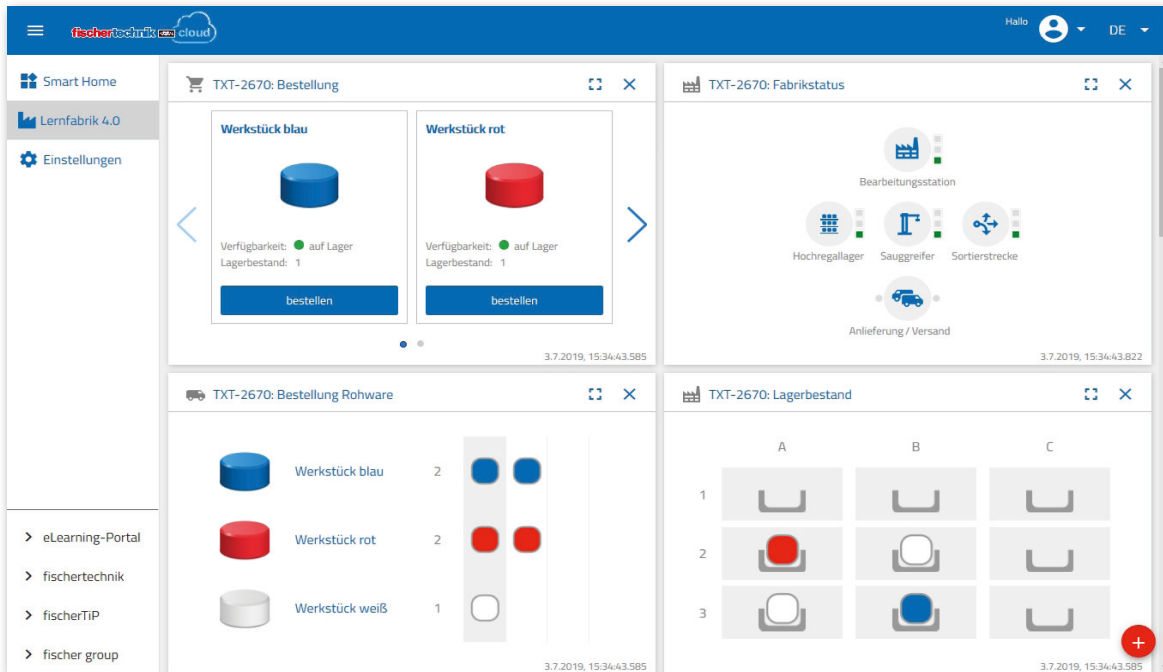 fischertechnik cloud
Hallo
DE
Smart Home
Lernfabrik 4.0
Einstellungen
eLearning-Portal
fischertechnik
fischerTiP
fischer group
TXT-2670: Bestellung
Werkstück blau
Verfügbarkeit: auf Lager
Lagerbestand: 1
bestellen
Werkstück rot
Verfügbarkeit: auf Lager
Lagerbestand: 1
bestellen
3.7.2019, 15:34:43.585
TXT-2670: Fabrikstatus
Bearbeitungsstation
Hochregallager Sauggreifer Sortierstrecke
Anlieferung / Versand
3.7.2019, 15:34:43.822
TXT-2670: Bestellung Rohware
Werkstück blau 2
Werkstück rot 2
Werkstück weiß 1
3.7.2019, 15:34:43.585
TXT-2670: Lagerbestand
A B C
1
2
3
+
3.7.2019, 15:34:43.585